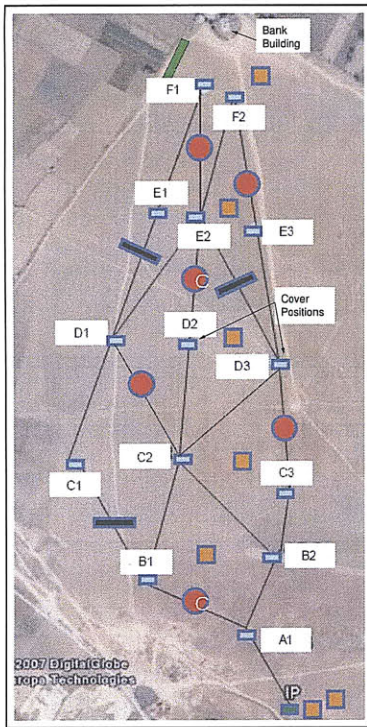 Bank
Building
F1
F2
E1
E2
E3
C
Cover
Positions
D1
D2
D3
C2
C1
C3
B1
B2
C
A1
2007 DigitalGlobe
ropa Technologies
IP